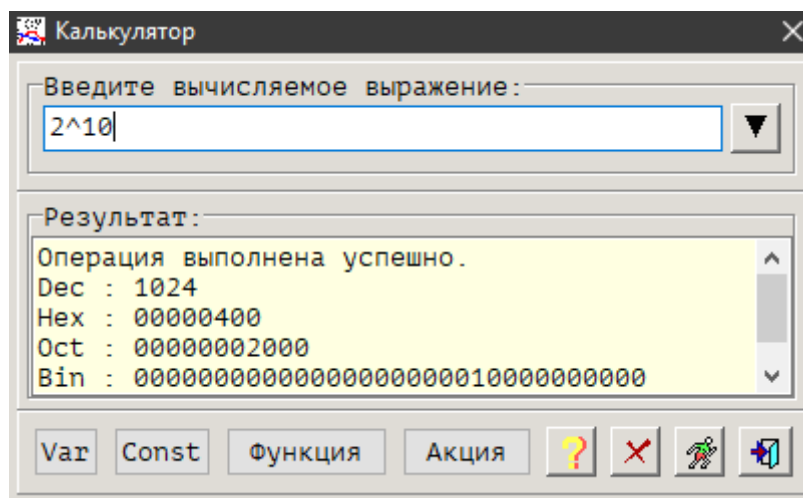 Калькулятор
Введите вычисляемое выражение:
2^10
Результат:
Операция выполнена успешно.
Dec : 1024
Hex : 00000400
Oct : 00000002000
Bin : 00000000000000000000010000000000
Var Const Функция Акция